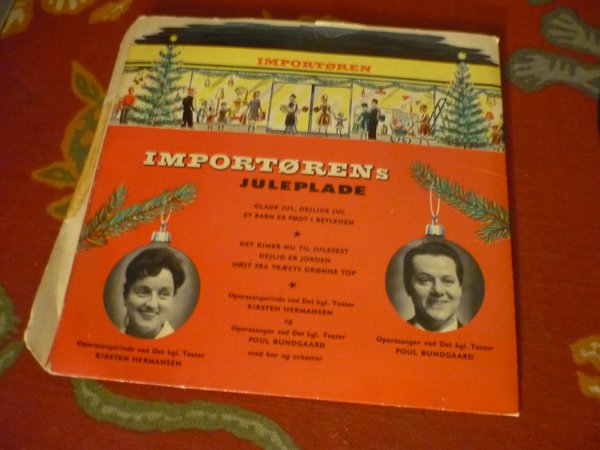 IMPORTØREN
IMPORTØRENs
JULEPLADE
GLADE JUL, DEJLIGE JUL
ET BARN ER FØDT I BETLEHEM
★
DET KIMER NU TIL JULEFEST
DEJLIG ER JORDEN
HØJT FRA TRÆETS GRØNNE TOP
★
Operasangerinde ved Det kgl. Teater
KIRSTEN HERMANSEN
og
Operasanger ved Det kgl. Teater
POUL BUNDGAARD
med kor og orkester
Operasangerinde ved Det kgl. Teater
KIRSTEN HERMANSEN
Operasanger ved Det kgl. Teater
POUL BUNDGAARD